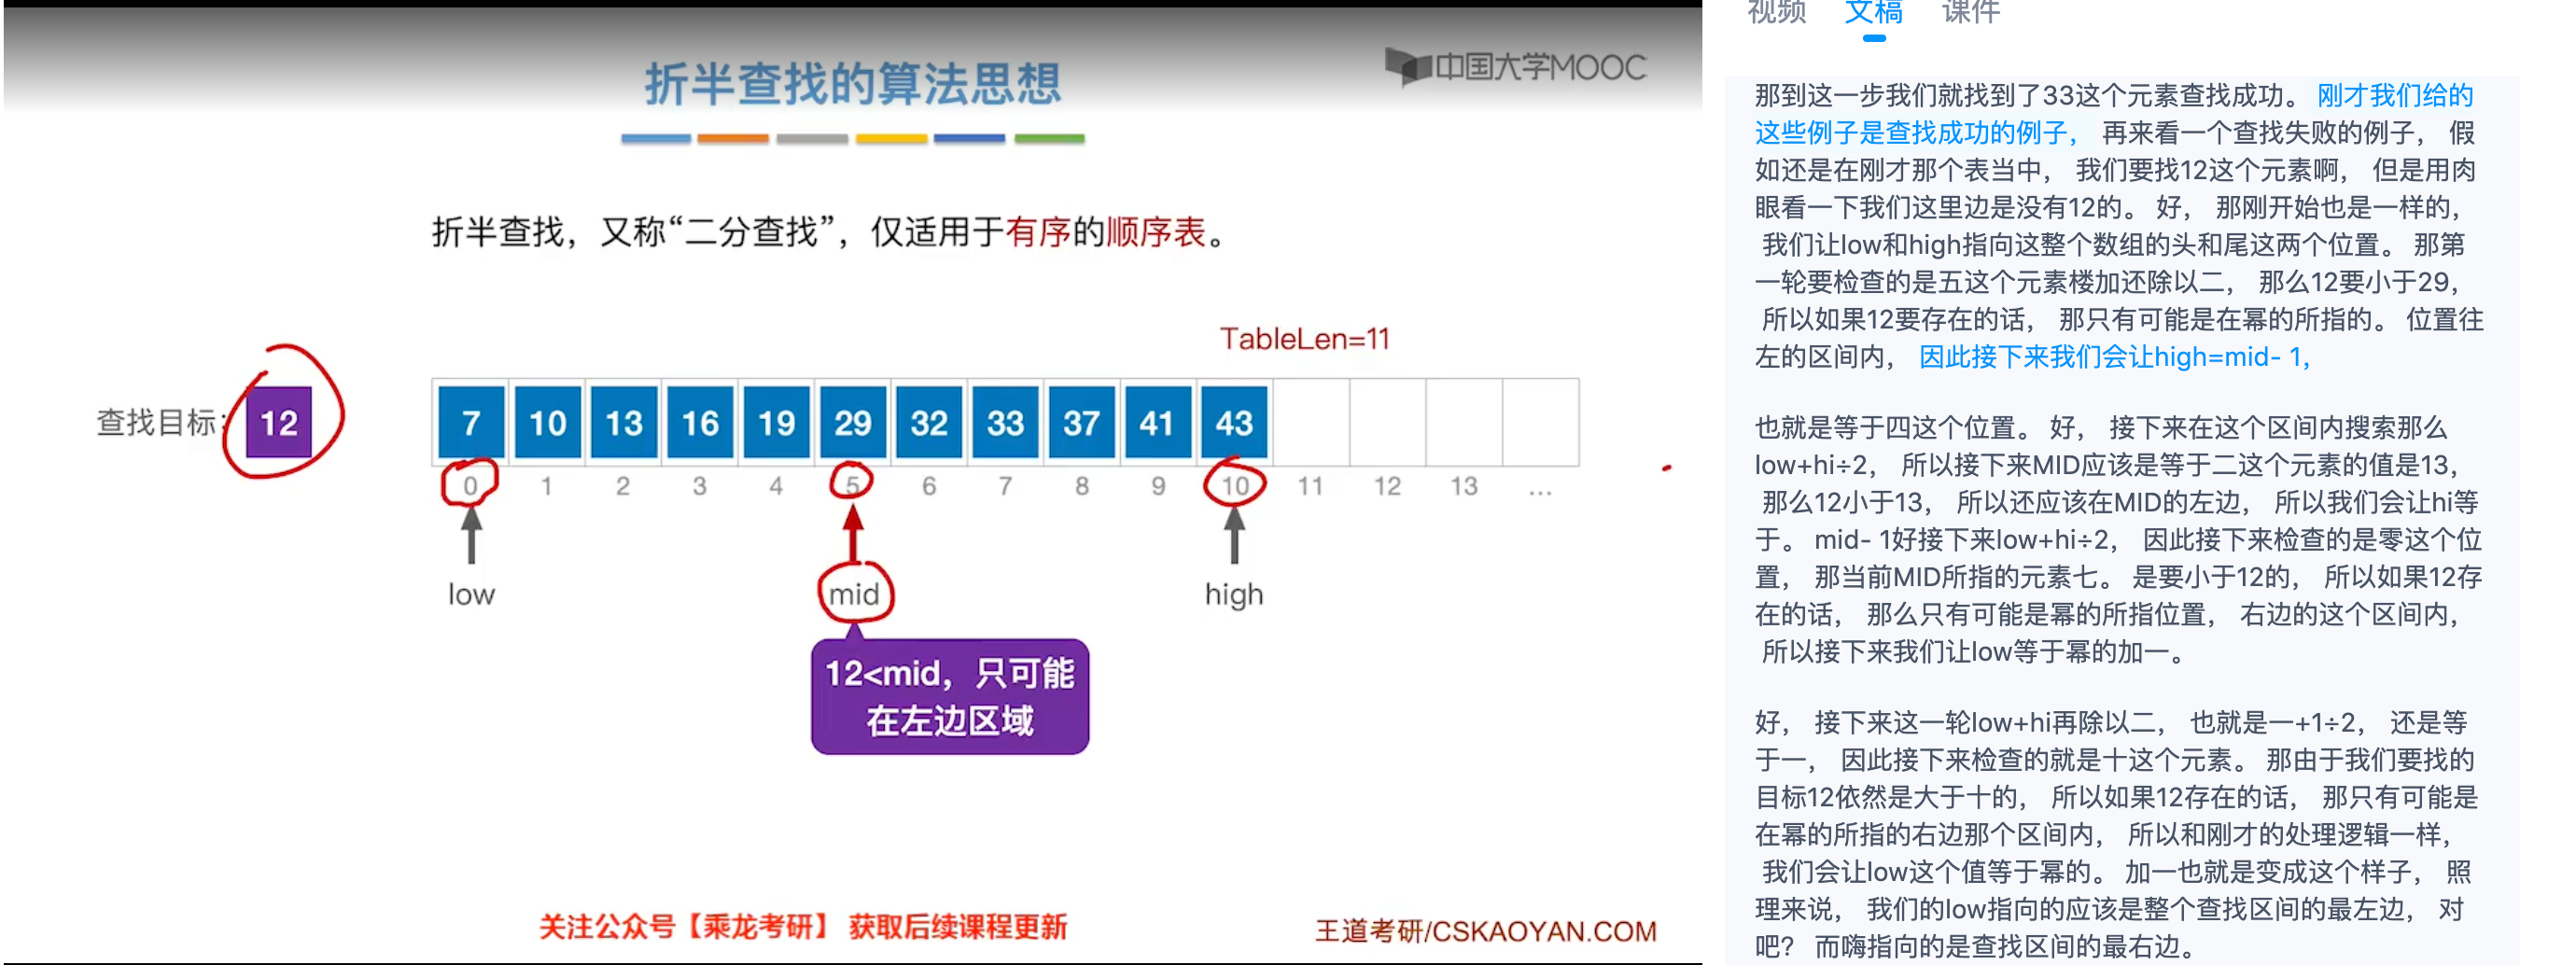 折半查找的算法思想
中国大学MOOC
折半查找，又称“二分查找”，仅适用于有序的顺序表。
TableLen=11
查找目标：
12
7 10 13 16 19 29 32 33 37 41 43
0 1 2 3 4 5 6 7 8 9 10 11 12 13 ...
low
mid
high
12<mid，只可能
在左边区域
关注公众号【乘龙考研】 获取后续课程更新
王道考研/CSKAOYAN.COM
视频 文稿 课件
那到这一步我们就找到了33这个元素查找成功。 刚才我们给的
这些例子是查找成功的例子， 再来看一个查找失败的例子， 假
如还是在刚才那个表当中， 我们要找12这个元素啊， 但是用肉
眼看一下我们这里边是没有12的。 好， 那刚开始也是一样的，
我们让low和high指向这整个数组的头和尾这两个位置。 那第
一轮要检查的是五这个元素楼加还除以二， 那么12要小于29，
所以如果12要存在的话， 那只有可能是在幂的所指的。 位置往
左的区间内， 因此接下来我们会让high=mid- 1,
也就是等于四这个位置。 好， 接下来在这个区间内搜索那么
low+hi÷2， 所以接下来MID应该是等于二这个元素的值是13，
那么12小于13， 所以还应该在MID的左边， 所以我们会让hi等
于。 mid- 1好接下来low+hi÷2， 因此接下来检查的是零这个位
置， 那当前MID所指的元素七。 是要小于12的， 所以如果12存
在的话， 那么只有可能是幂的所指位置， 右边的这个区间内，
所以接下来我们让low等于幂的加一。
好， 接下来这一轮low+hi再除以二， 也就是一+1÷2， 还是等
于一， 因此接下来检查的就是十这个元素。 那由于我们要找的
目标12依然是大于十的， 所以如果12存在的话， 那只有可能是
在幂的所指的右边那个区间内， 所以和刚才的处理逻辑一样，
我们会让low这个值等于幂的。 加一也就是变成这个样子， 照
理来说， 我们的low指向的应该是整个查找区间的最左边， 对
吧？ 而嗨指向的是查找区间的最右边。